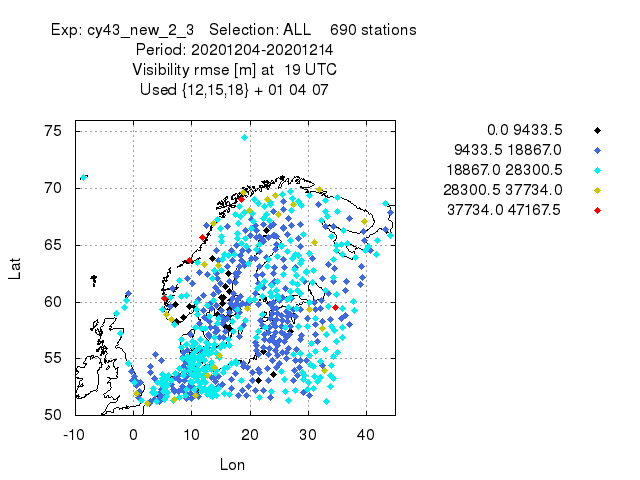 Exp: cy43_new_2_3   Selection: ALL    690 stations
Period: 20201204-20201214
Visibility rmse [m] at  19 UTC
Used {12,15,18} + 01 04 07
0.0 9433.5
9433.5 18867.0
18867.0 28300.5
28300.5 37734.0
37734.0 47167.5
75
70
65
60
55
50
Lat
-10 0 10 20 30 40
Lon